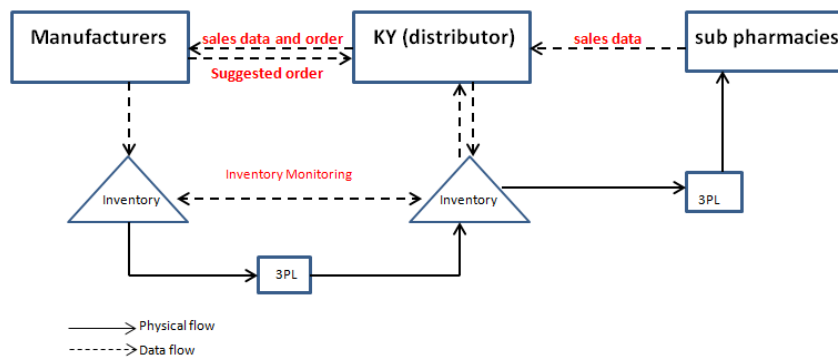 Manufacturers
sales data and order
KY (distributor)
sales data
sub pharmacies
Suggested order
Inventory Monitoring
Inventory
Inventory
3PL
3PL
Physical flow
Data flow